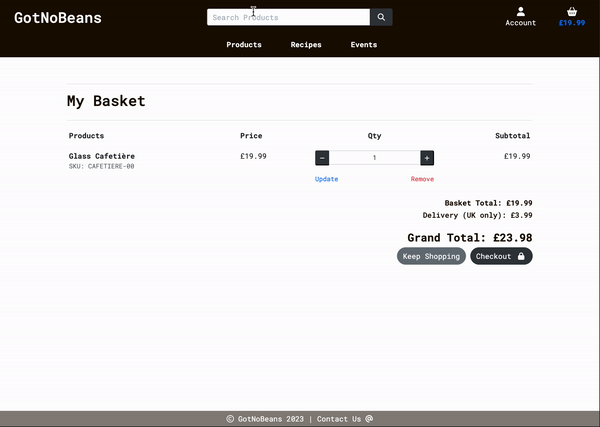 GotNoBeans
Search Products
Account
£19.99
Products Recipes Events
My Basket
Products Price Qty Subtotal
Glass Cafetière £19.99 − 1 + £19.99
SKU: CAFETIERE-00
Update Remove
Basket Total: £19.99
Delivery (UK only): £3.99
Grand Total: £23.98
Keep Shopping Checkout
© GotNoBeans 2023 | Contact Us @